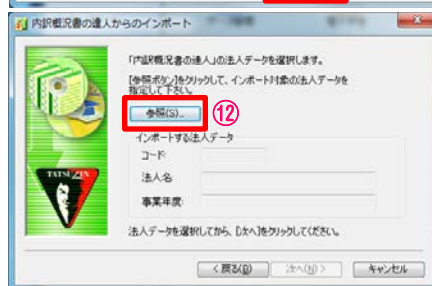 内訳概況書の達人からのインポート
「内訳概況書の達人」の法人データを選択します。
[参照ボタン]をクリックして、インポート対象の法人データを
指定して下さい。
参照(S)... ⑫
インポートする法人データ
コード:
法人名
事業年度:
TATSUZIN
法人データを選択してから、[次へ]をクリックしてください。
< 戻る(B) 次へ(N) > キャンセル